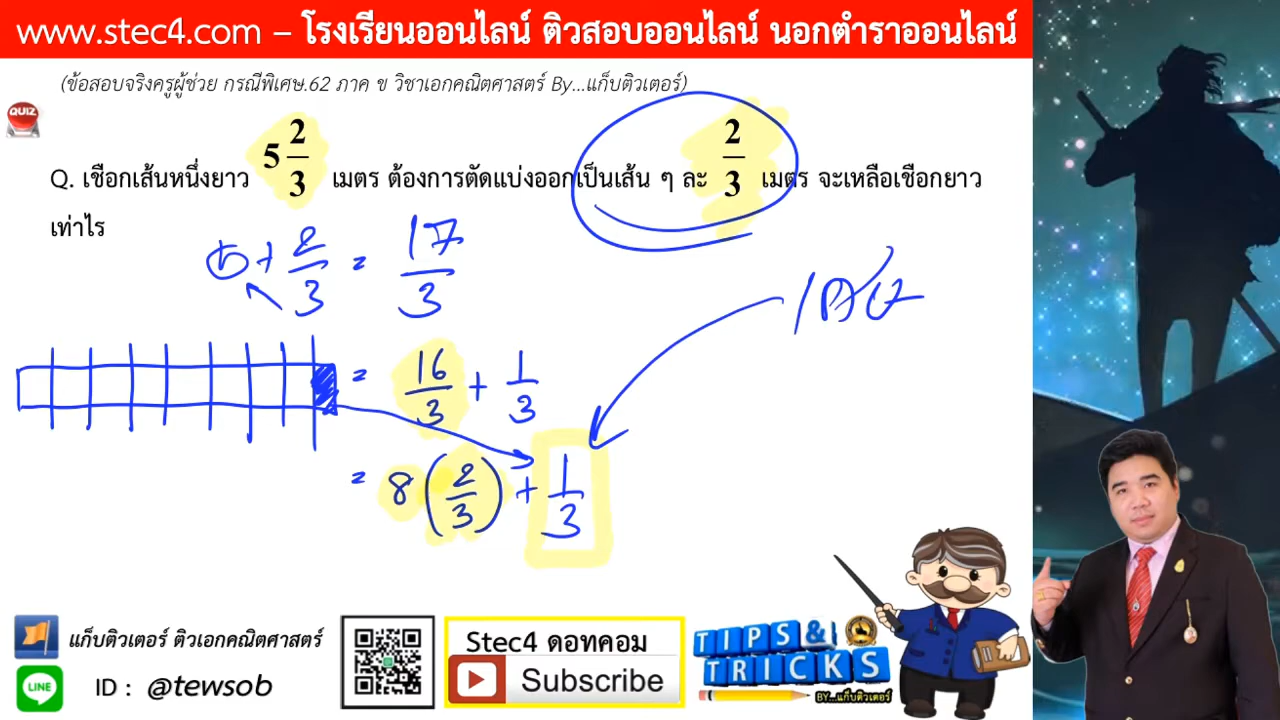 www.stec4.com – โรงเรียนออนไลน์ ติวสอบออนไลน์ นอกตำราออนไลน์
(ข้อสอบจริงครูผู้ช่วย กรณีพิเศษ.62 ภาค ข วิชาเอกคณิตศาสตร์ By...แก็บติวเตอร์)
QUIZ
Q. เชือกเส้นหนึ่งยาว 5 2/3 เมตร ต้องการตัดแบ่งออกเป็นเส้น ๆ ละ 2/3 เมตร จะเหลือเชือกยาว
เท่าไร
5 + 2/3 = 17/3
= 16/3 + 1/3
= 8 (2/3) + 1/3
แก็บติวเตอร์ ติวเอกคณิตศาสตร์
LINE
ID : @tewsob
Stec4 ดอทคอม
Subscribe
TIPS &
TRICKS
BY...แก็บติวเตอร์